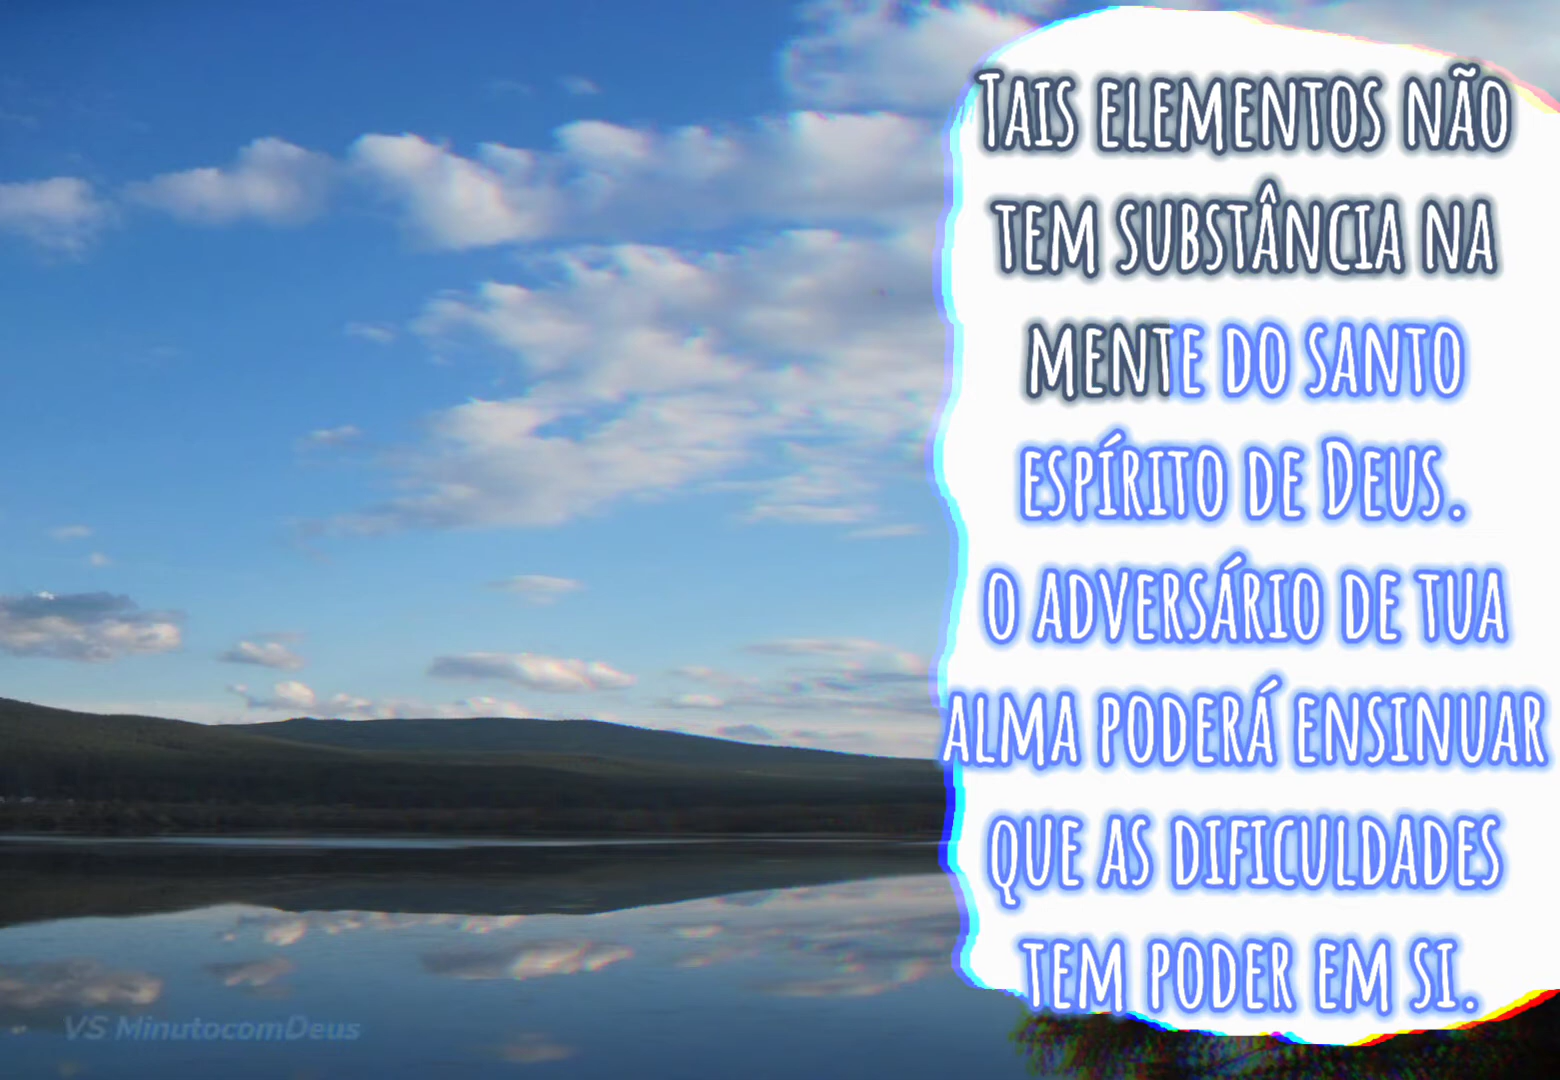 Tais elementos não
tem substância na
mente do santo
espírito de Deus.
o adversário de tua
alma poderá ensinuar
que as dificuldades
tem poder em si.
VS MinutocomDeus